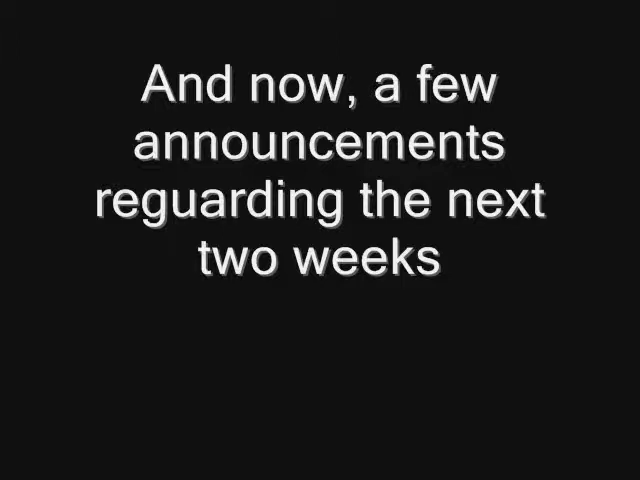 And now, a few
announcements
reguarding the next
two weeks